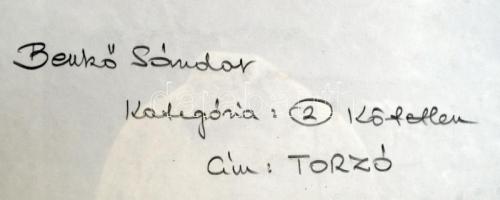 Benkő Sándor
Kategória: 2 Kötetlen
Cím: TORZÓ